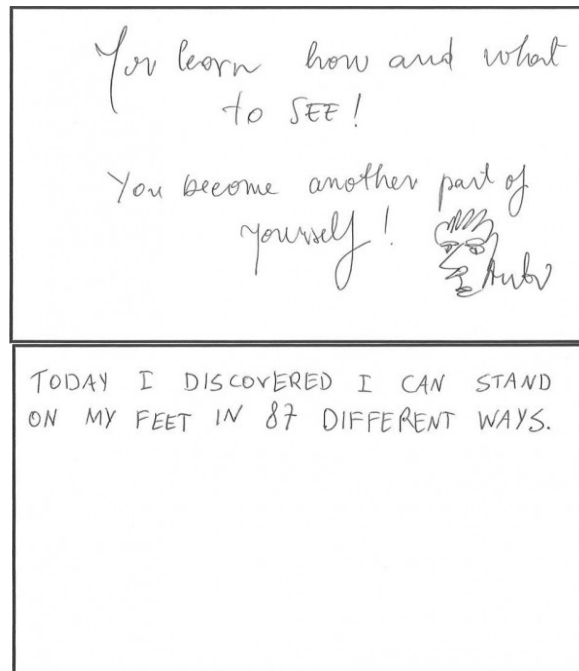 You learn how and what
to SEE!
You become another part of
yourself!
TODAY I DISCOVERED I CAN STAND
ON MY FEET IN 87 DIFFERENT WAYS.